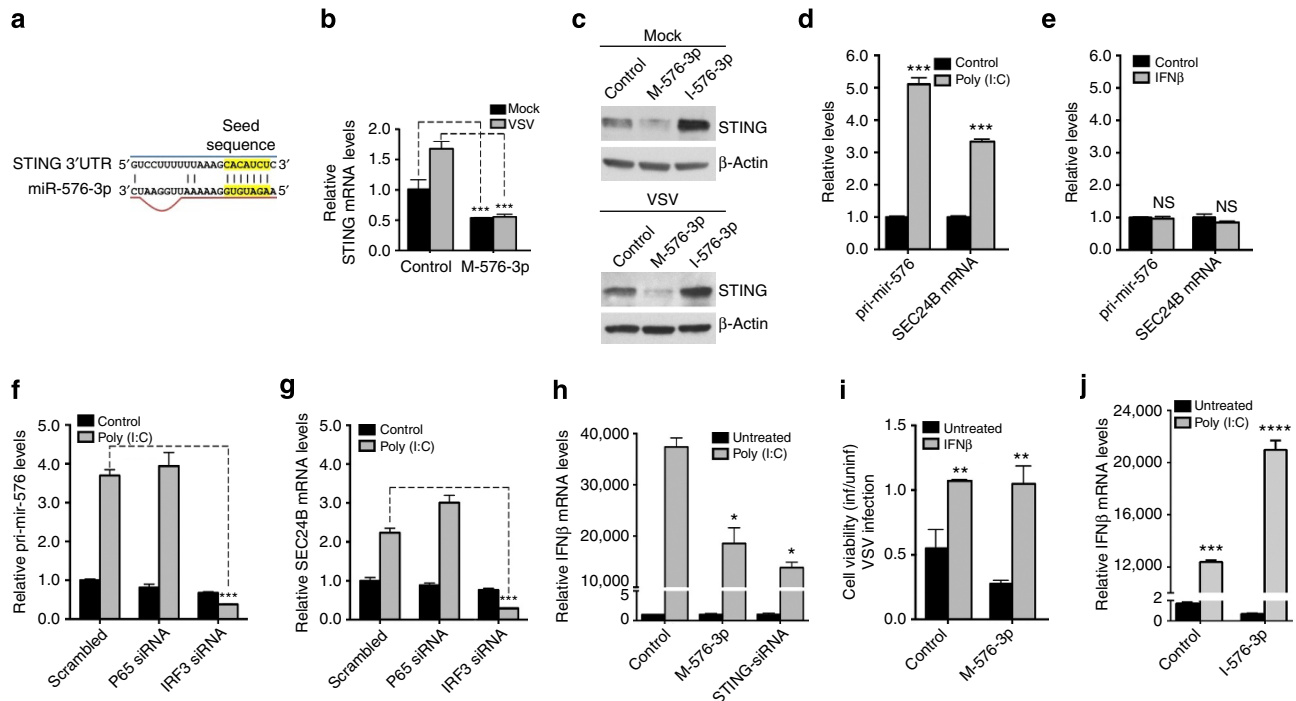 a
Seed
sequence
STING 3′UTR 5′GUCCUUUUUUAAAGCACAUCUC3′
miR-576-3p 3′CUAAGGUUAAAAAGGUGUAGAA5′
b
Mock
VSV
Relative
STING mRNA levels
2.0
1.5
1.0
0.5
0.0
*** ***
Control M-576-3p
c
Mock
Control M-576-3p I-576-3p
STING
β-Actin
VSV
Control M-576-3p I-576-3p
STING
β-Actin
d
Relative levels
6.0
5.0
4.0
3.0
2.0
1.0
0.0
Control
Poly (I:C)
***
***
pri-mir-576 SEC24B mRNA
e
Relative levels
6.0
5.0
4.0
3.0
2.0
1.0
0.0
Control
IFNβ
NS NS
pri-mir-576 SEC24B mRNA
f
Relative pri-mir-576 levels
5.0
4.0
3.0
2.0
1.0
0.0
Control
Poly (I:C)
***
Scrambled P65 siRNA IRF3 siRNA
g
Relative SEC24B mRNA levels
5.0
4.0
3.0
2.0
1.0
0.0
Control
Poly (I:C)
***
Scrambled P65 siRNA IRF3 siRNA
h
Relative IFNβ mRNA levels
40,000
30,000
20,000
10,000
5
0
Untreated
Poly (I:C)
*
*
Control M-576-3p STING-siRNA
i
Cell viability (inf/uninf)
VSV infection
1.5
1.0
0.5
0.0
Untreated
IFNβ
** **
Control M-576-3p
j
Relative IFNβ mRNA levels
24,000
20,000
16,000
12,000
2
0
Untreated
Poly (I:C)
***
****
Control I-576-3p